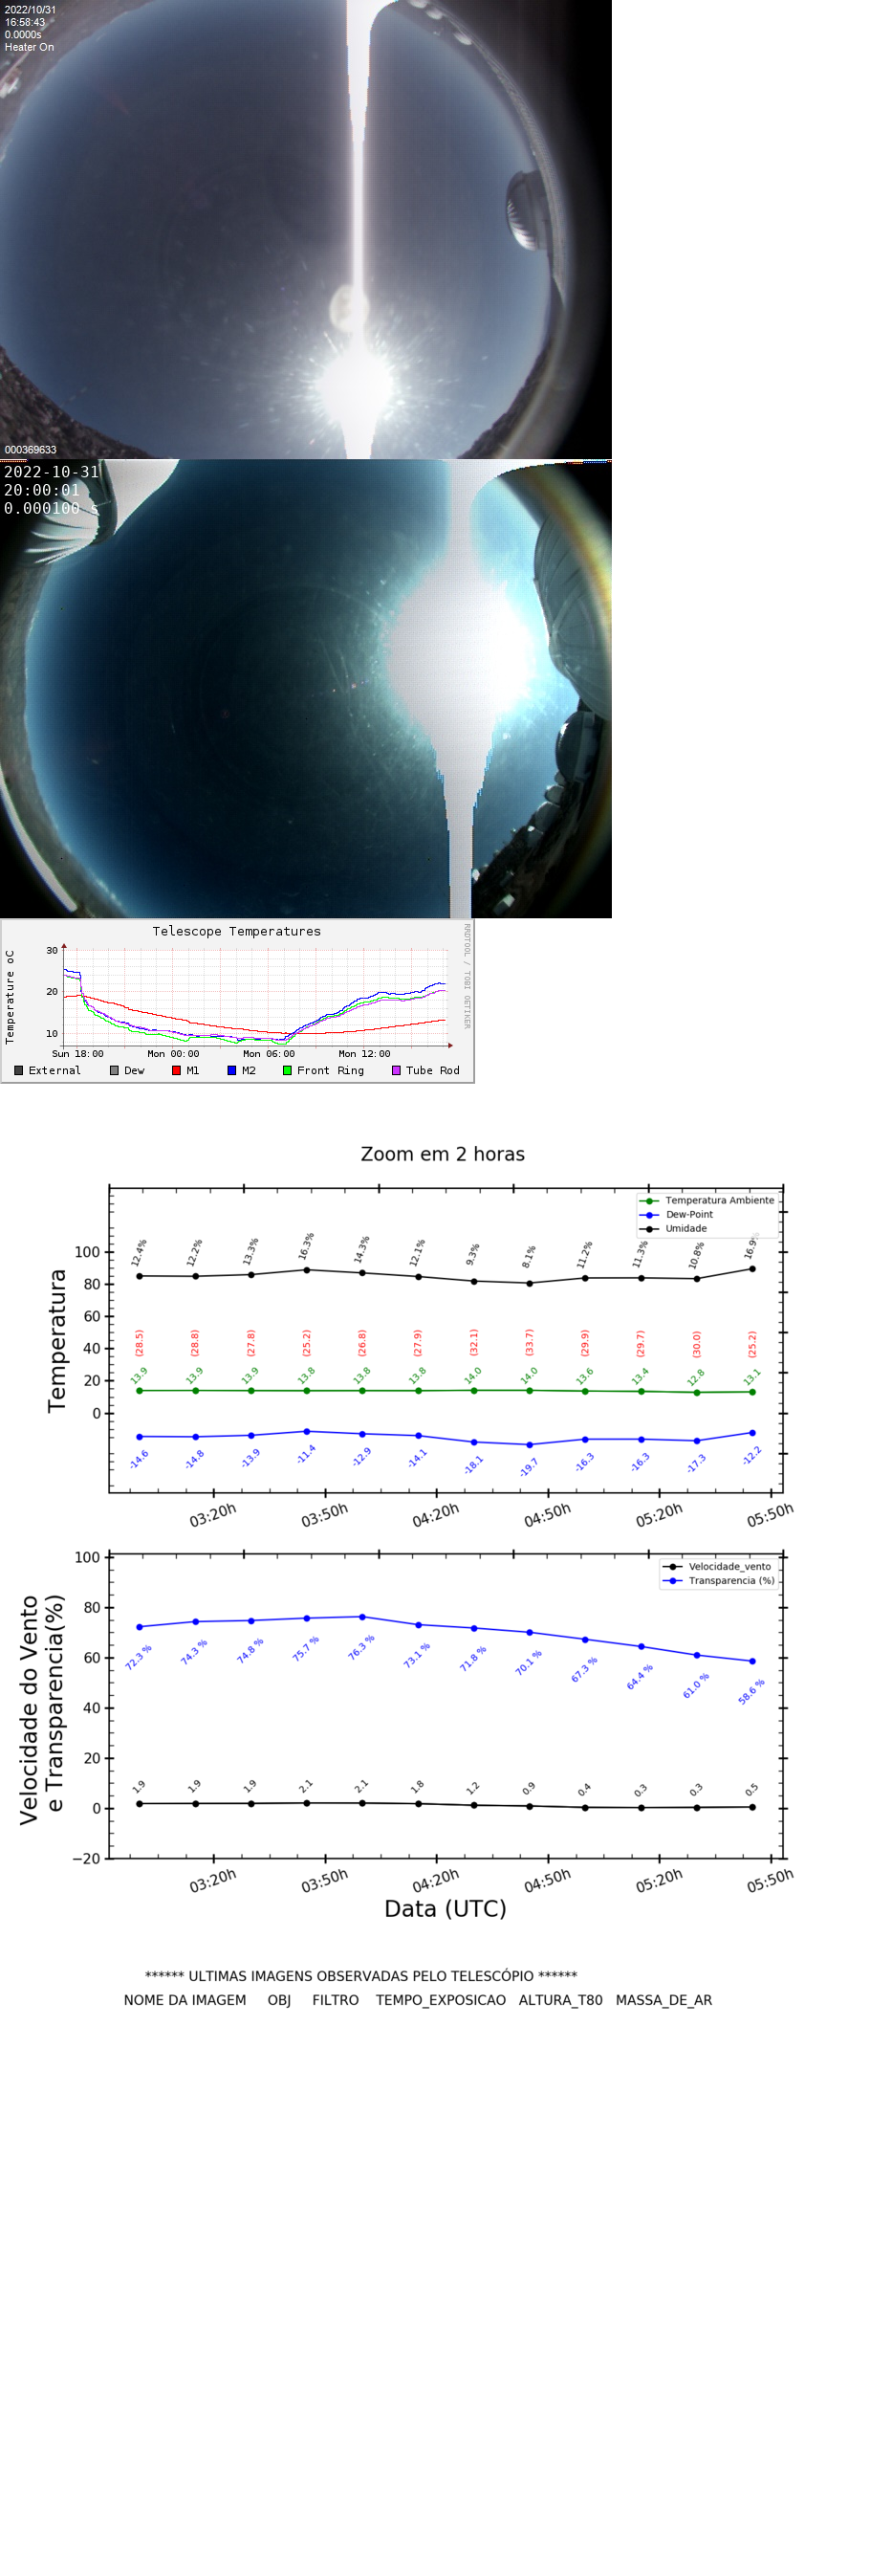 2022/10/31
16:58:43
0.0000s
Heater On
000369633
2022-10-31
20:00:01
0.000100 s
Telescope Temperatures
RRDTOOL / TOBI OETIKER
Temperature oC
30
20
10
Sun 18:00 Mon 00:00 Mon 06:00 Mon 12:00
External Dew M1 M2 Front Ring Tube Rod
Zoom em 2 horas
Temperatura Ambiente
Dew-Point
Umidade
Temperatura
100
80
60
40
20
0
12.4% 12.2% 13.3% 16.3% 14.3% 12.1% 9.3% 8.1% 11.2% 11.3% 10.8% 16.9%
(28.5) (28.8) (27.8) (25.2) (26.8) (27.9) (32.1) (33.7) (29.9) (29.7) (30.0) (25.2)
13.9 13.9 13.9 13.8 13.8 13.8 14.0 14.0 13.6 13.4 12.8 13.1
-14.6 -14.8 -13.9 -11.4 -12.9 -14.1 -18.1 -19.7 -16.3 -16.3 -17.3 -12.2
03:20h 03:50h 04:20h 04:50h 05:20h 05:50h
Velocidade_vento
Transparencia (%)
Velocidade do Vento
e Transparencia(%)
100
80
60
40
20
0
−20
72.3 % 74.3 % 74.8 % 75.7 % 76.3 % 73.1 % 71.8 % 70.1 % 67.3 % 64.4 % 61.0 % 58.6 %
1.9 1.9 1.9 2.1 2.1 1.8 1.2 0.9 0.4 0.3 0.3 0.5
03:20h 03:50h 04:20h 04:50h 05:20h 05:50h
Data (UTC)
****** ULTIMAS IMAGENS OBSERVADAS PELO TELESCÓPIO ******
NOME DA IMAGEM OBJ FILTRO TEMPO_EXPOSICAO ALTURA_T80 MASSA_DE_AR